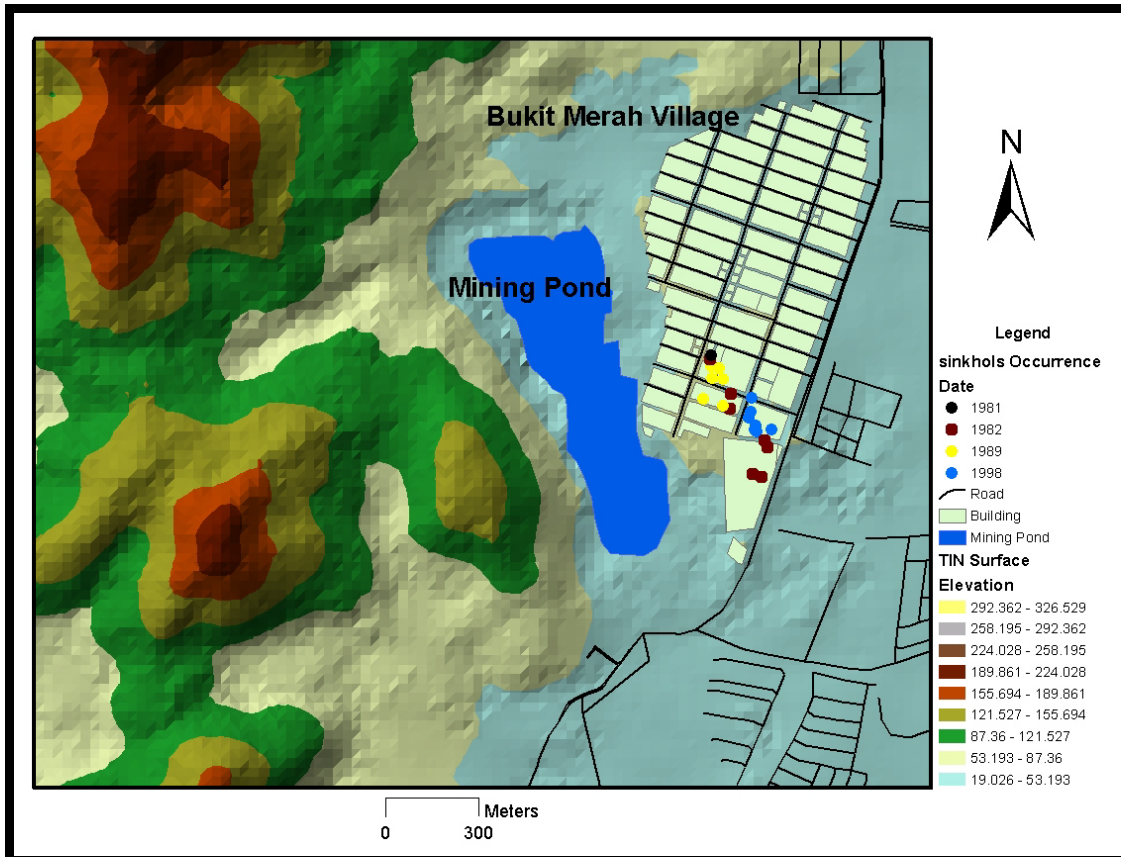 Bukit Merah Village
Mining Pond
N
Legend
sinkhols Occurrence
Date
1981
1982
1989
1998
Road
Building
Mining Pond
TIN Surface
Elevation
292.362 - 326.529
258.195 - 292.362
224.028 - 258.195
189.861 - 224.028
155.694 - 189.861
121.527 - 155.694
87.36 - 121.527
53.193 - 87.36
19.026 - 53.193
Meters
0 300